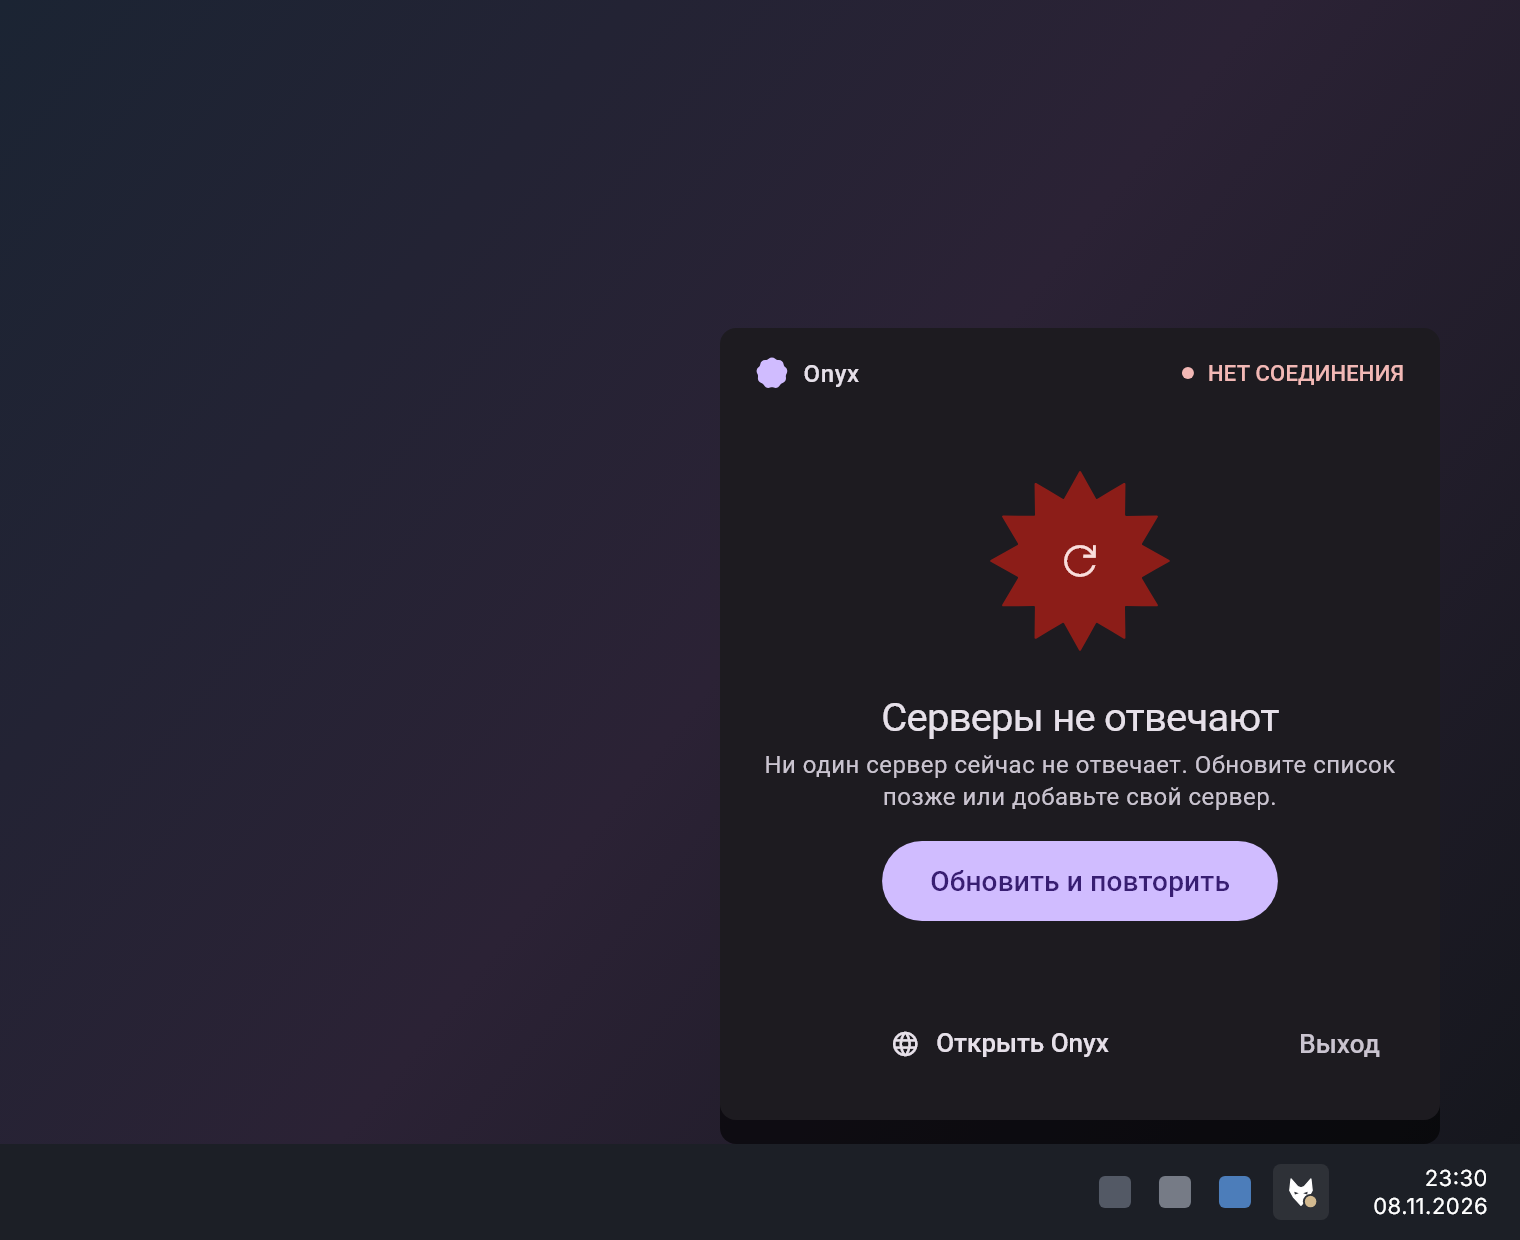 Onyx
НЕТ СОЕДИНЕНИЯ
Серверы не отвечают
Ни один сервер сейчас не отвечает. Обновите список
позже или добавьте свой сервер.
Обновить и повторить
Открыть Onyx
Выход
23:30
08.11.2026